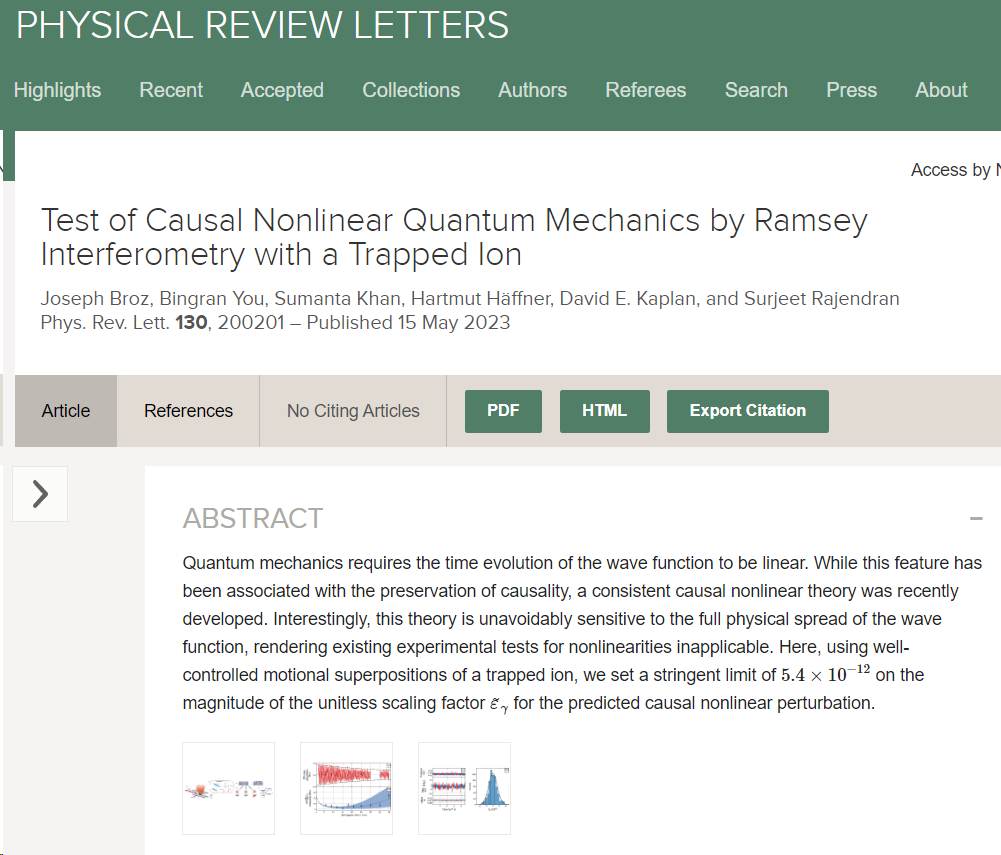 PHYSICAL REVIEW LETTERS
Highlights Recent Accepted Collections Authors Referees Search Press About
Access by
Test of Causal Nonlinear Quantum Mechanics by Ramsey
Interferometry with a Trapped Ion
Joseph Broz, Bingran You, Sumanta Khan, Hartmut Häffner, David E. Kaplan, and Surjeet Rajendran
Phys. Rev. Lett. 130, 200201 – Published 15 May 2023
Article References No Citing Articles PDF HTML Export Citation
ABSTRACT
Quantum mechanics requires the time evolution of the wave function to be linear. While this feature has
been associated with the preservation of causality, a consistent causal nonlinear theory was recently
developed. Interestingly, this theory is unavoidably sensitive to the full physical spread of the wave
function, rendering existing experimental tests for nonlinearities inapplicable. Here, using well-
controlled motional superpositions of a trapped ion, we set a stringent limit of 5.4 × 10⁻¹² on the
magnitude of the unitless scaling factor ε̃ᵧ for the predicted causal nonlinear perturbation.